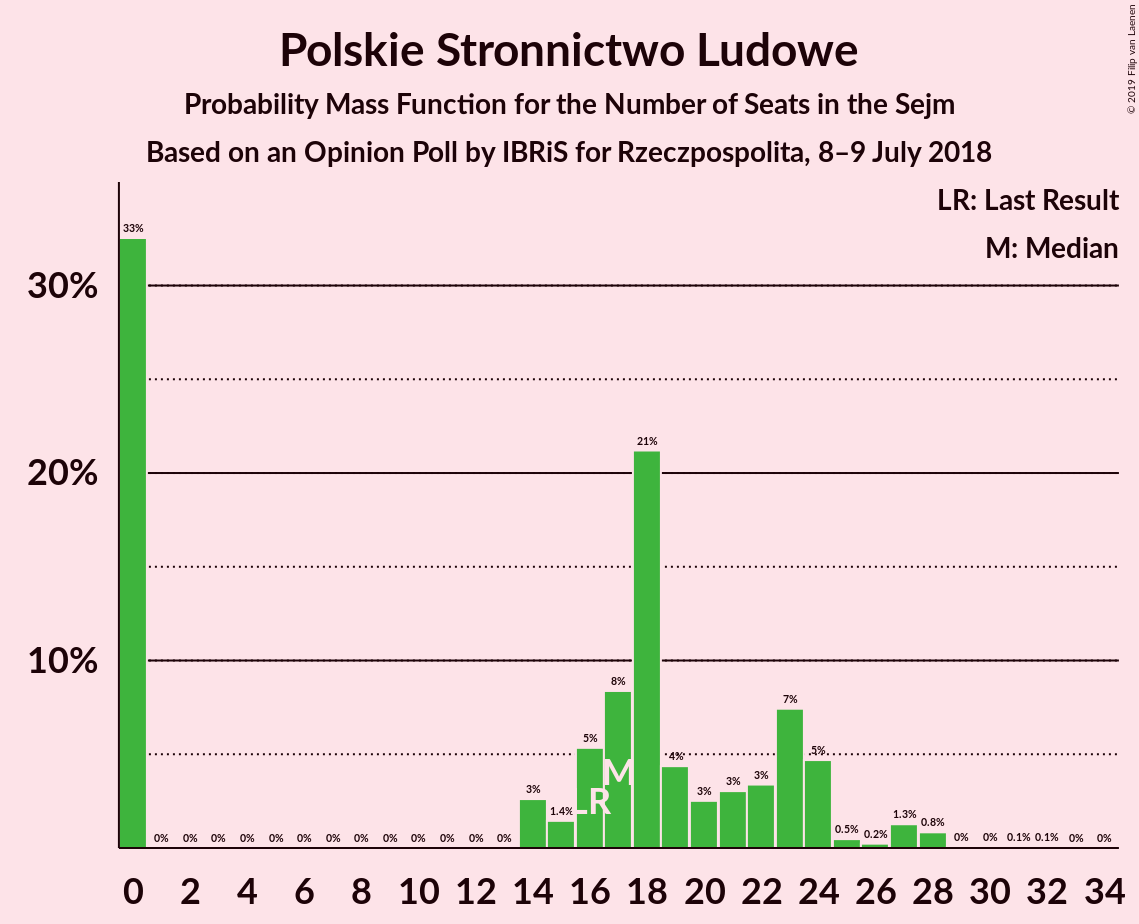 Polskie Stronnictwo Ludowe
Probability Mass Function for the Number of Seats in the Sejm
Based on an Opinion Poll by IBRiS for Rzeczpospolita, 8–9 July 2018
© 2019 Filip van Laenen
LR: Last Result
M: Median
33%
30%
21%
20%
10%
8%
7%
5%
4%
5%
M
3%
3%
3%
3%
LR
1.4%
1.3%
0.8%
0.5%
0.2%
0% 0% 0% 0% 0% 0% 0% 0% 0% 0% 0% 0% 0% 0% 0% 0.1% 0.1% 0% 0%
0 2 4 6 8 10 12 14 16 18 20 22 24 26 28 30 32 34